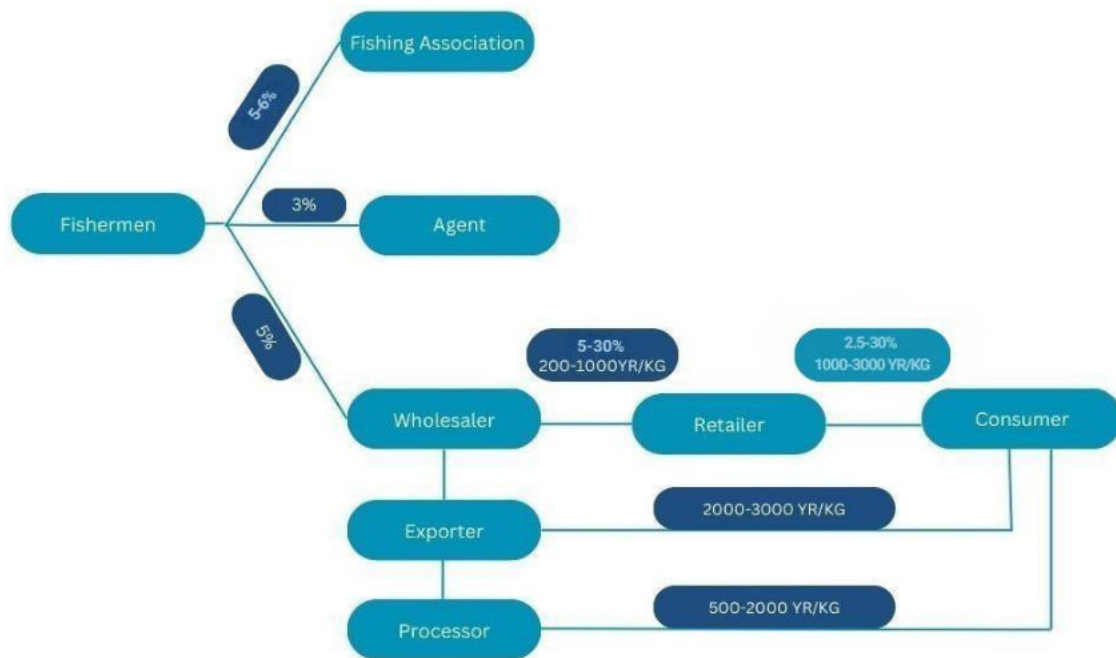 Fishing Association
5-6%
3%
Fishermen
Agent
5%
5-30%
200-1000YR/KG
2.5-30%
1000-3000 YR/KG
Wholesaler
Retailer
Consumer
2000-3000 YR/KG
Exporter
500-2000 YR/KG
Processor